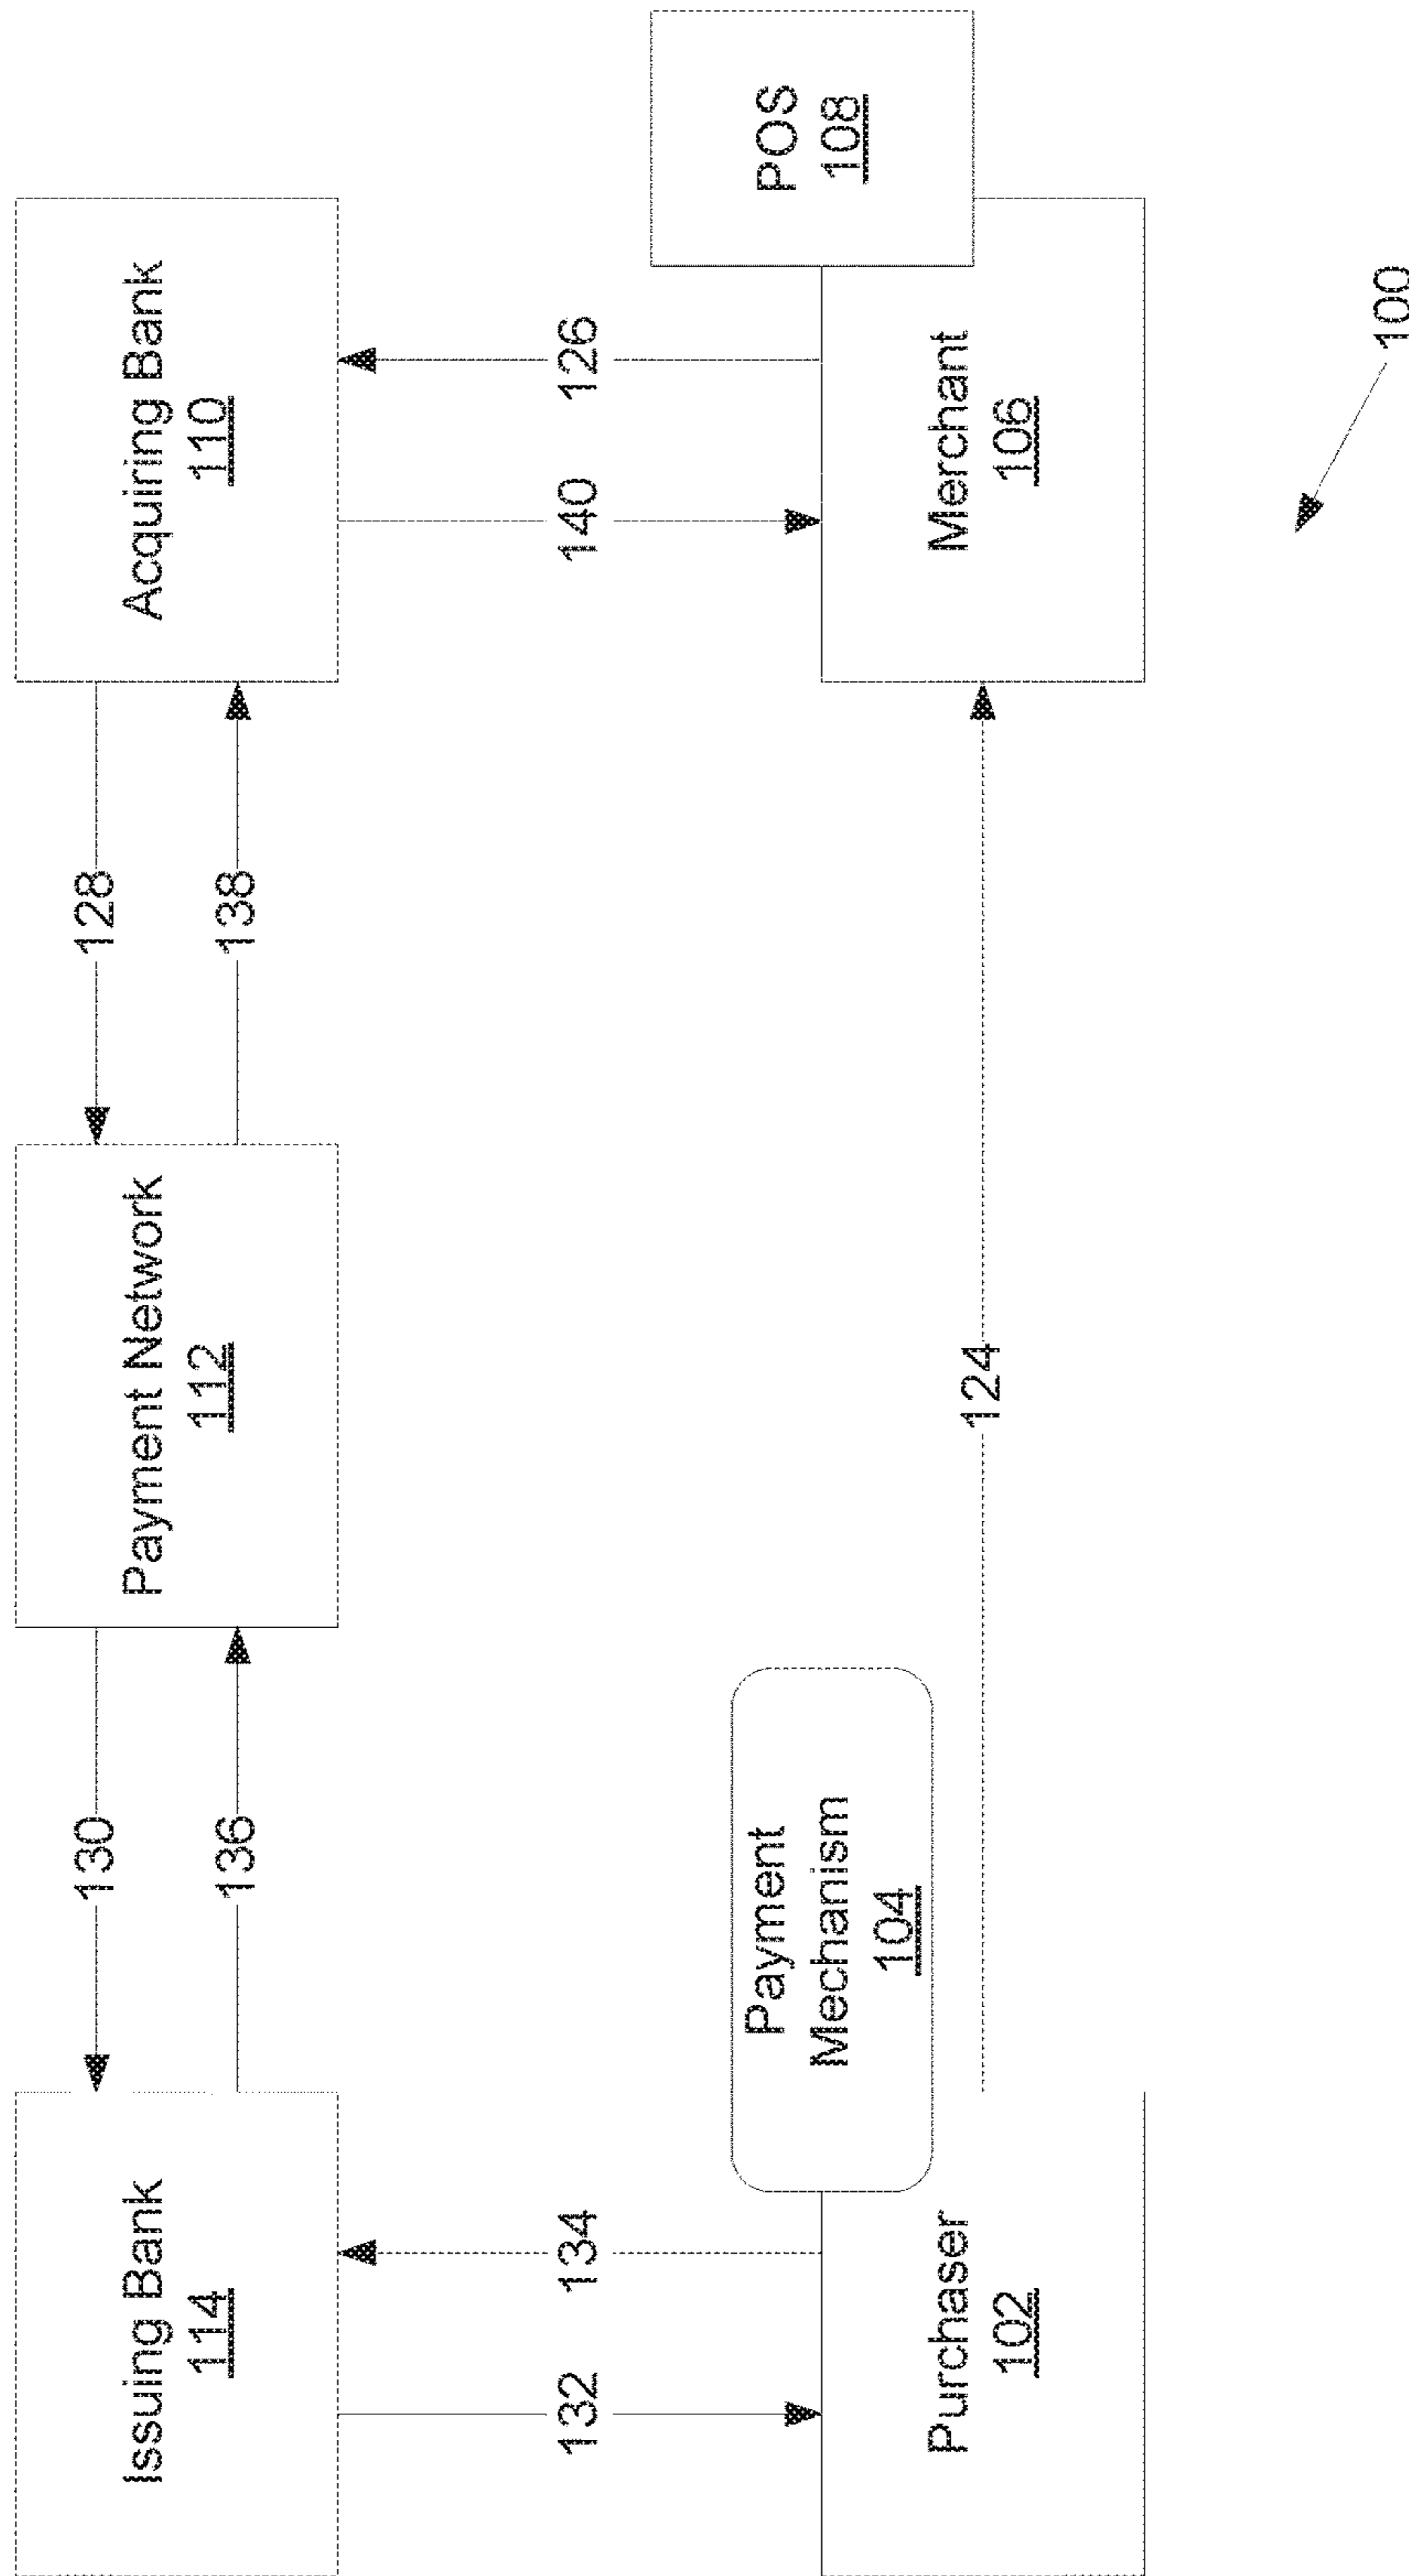 Issuing Bank
114
130
136
Payment Network
112
128
138
Acquiring Bank
110
132
134
140
126
Payment
Mechanism
104
POS
108
Purchaser
102
124
Merchant
106
100